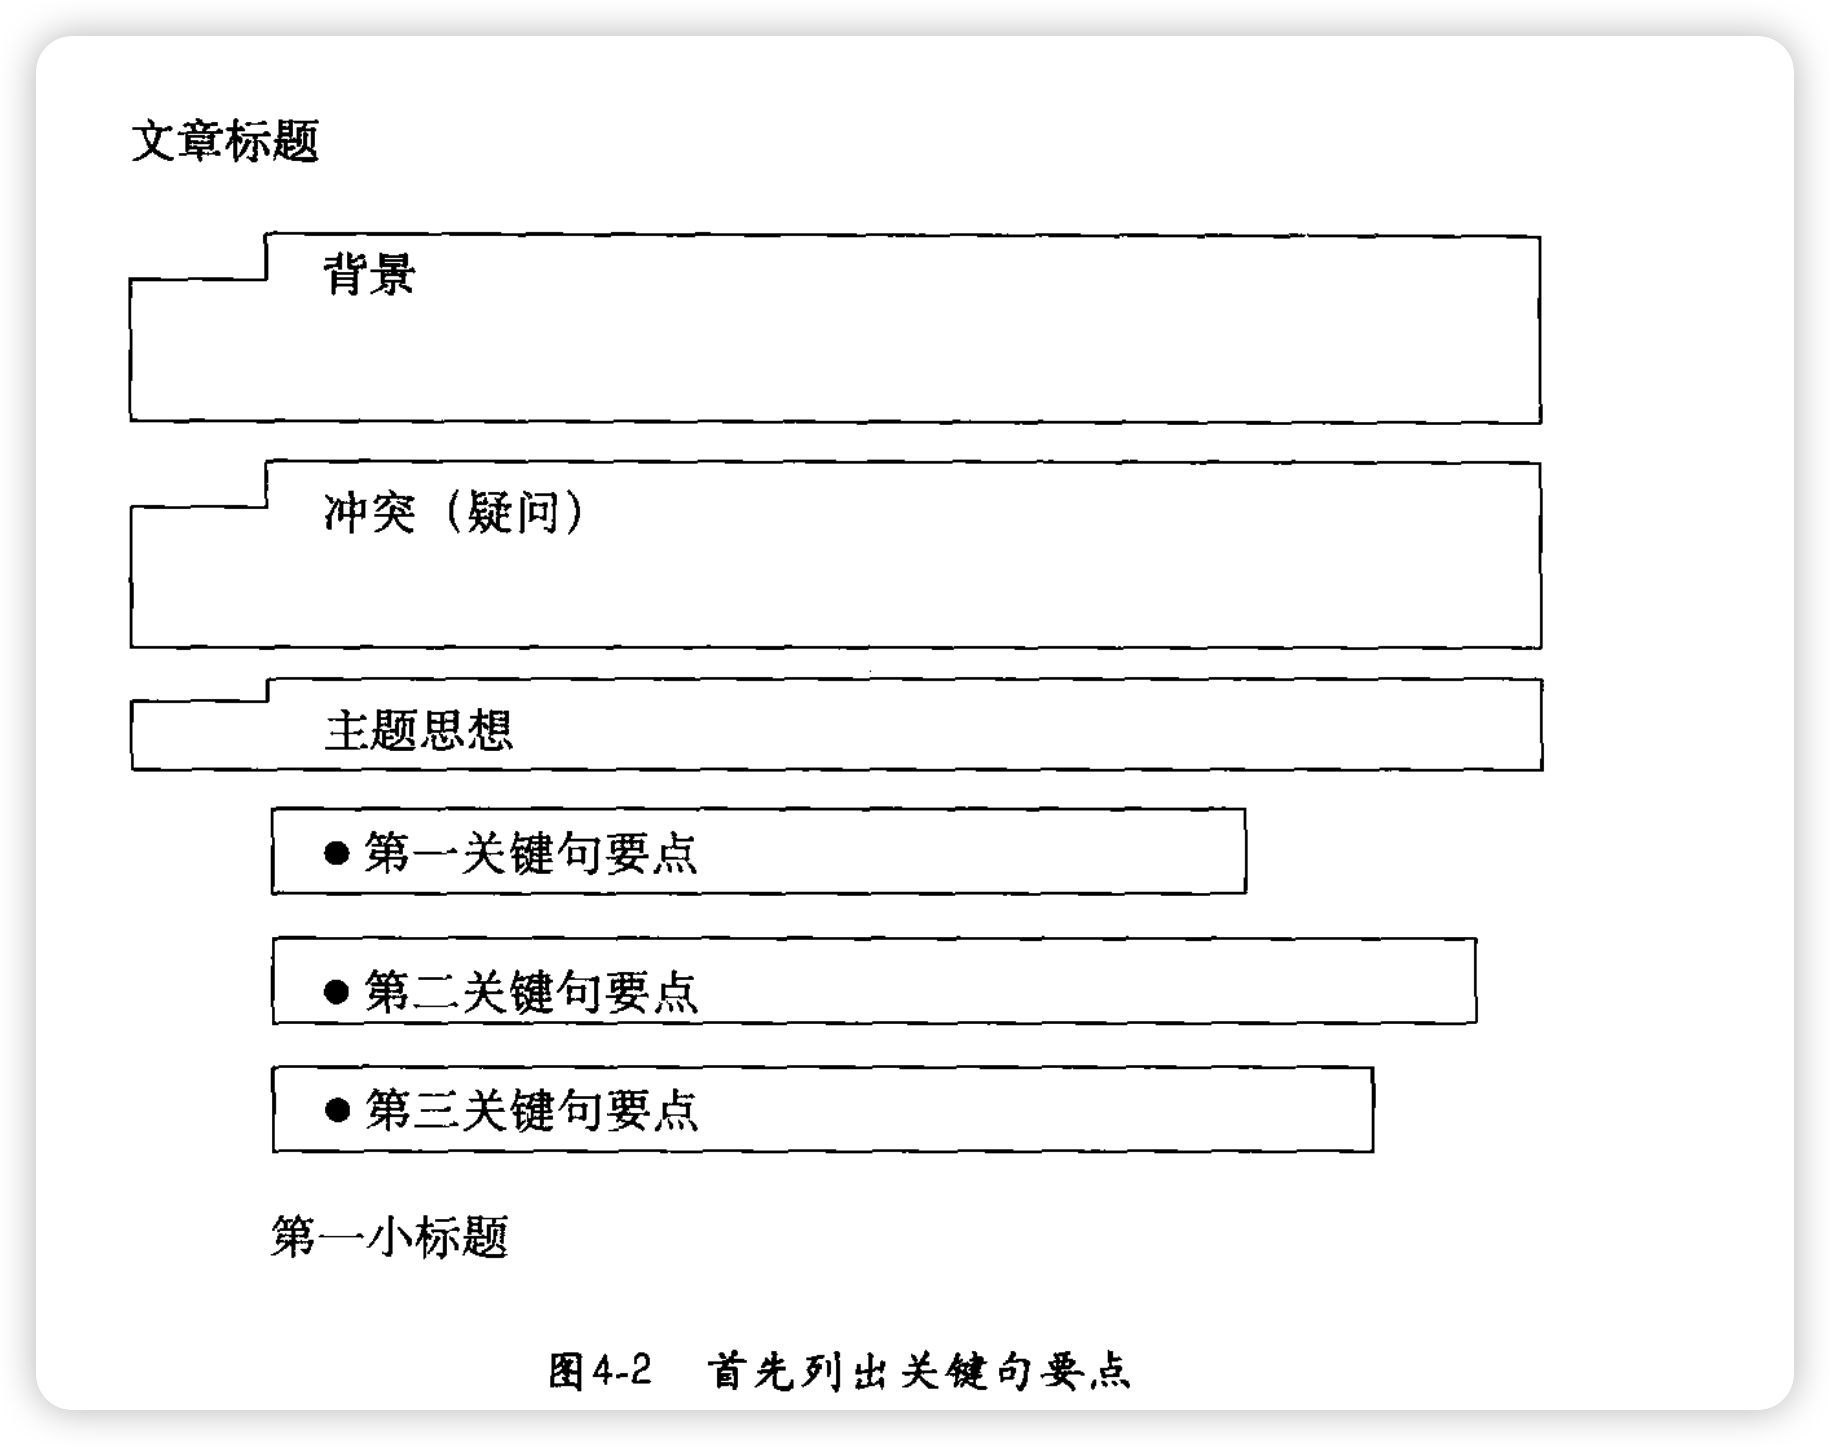 文章标题
背景
冲突（疑问）
主题思想
●第一关键句要点
●第二关键句要点
●第三关键句要点
第一小标题
图4-2 首先列出关键句要点